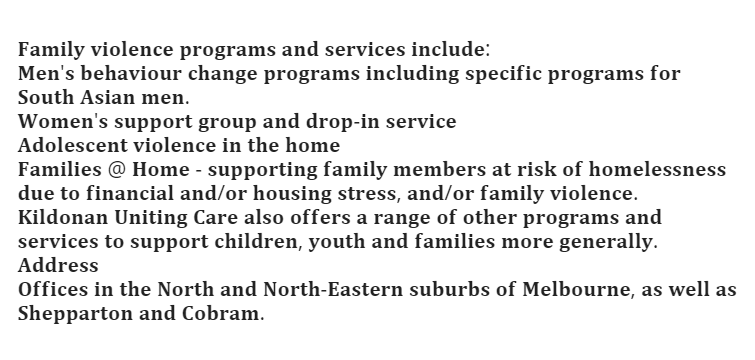 Family violence programs and services include:
Men's behaviour change programs including specific programs for
South Asian men.
Women's support group and drop-in service
Adolescent violence in the home
Families @ Home - supporting family members at risk of homelessness
due to financial and/or housing stress, and/or family violence.
Kildonan Uniting Care also offers a range of other programs and
services to support children, youth and families more generally.
Address
Offices in the North and North-Eastern suburbs of Melbourne, as well as
Shepparton and Cobram.